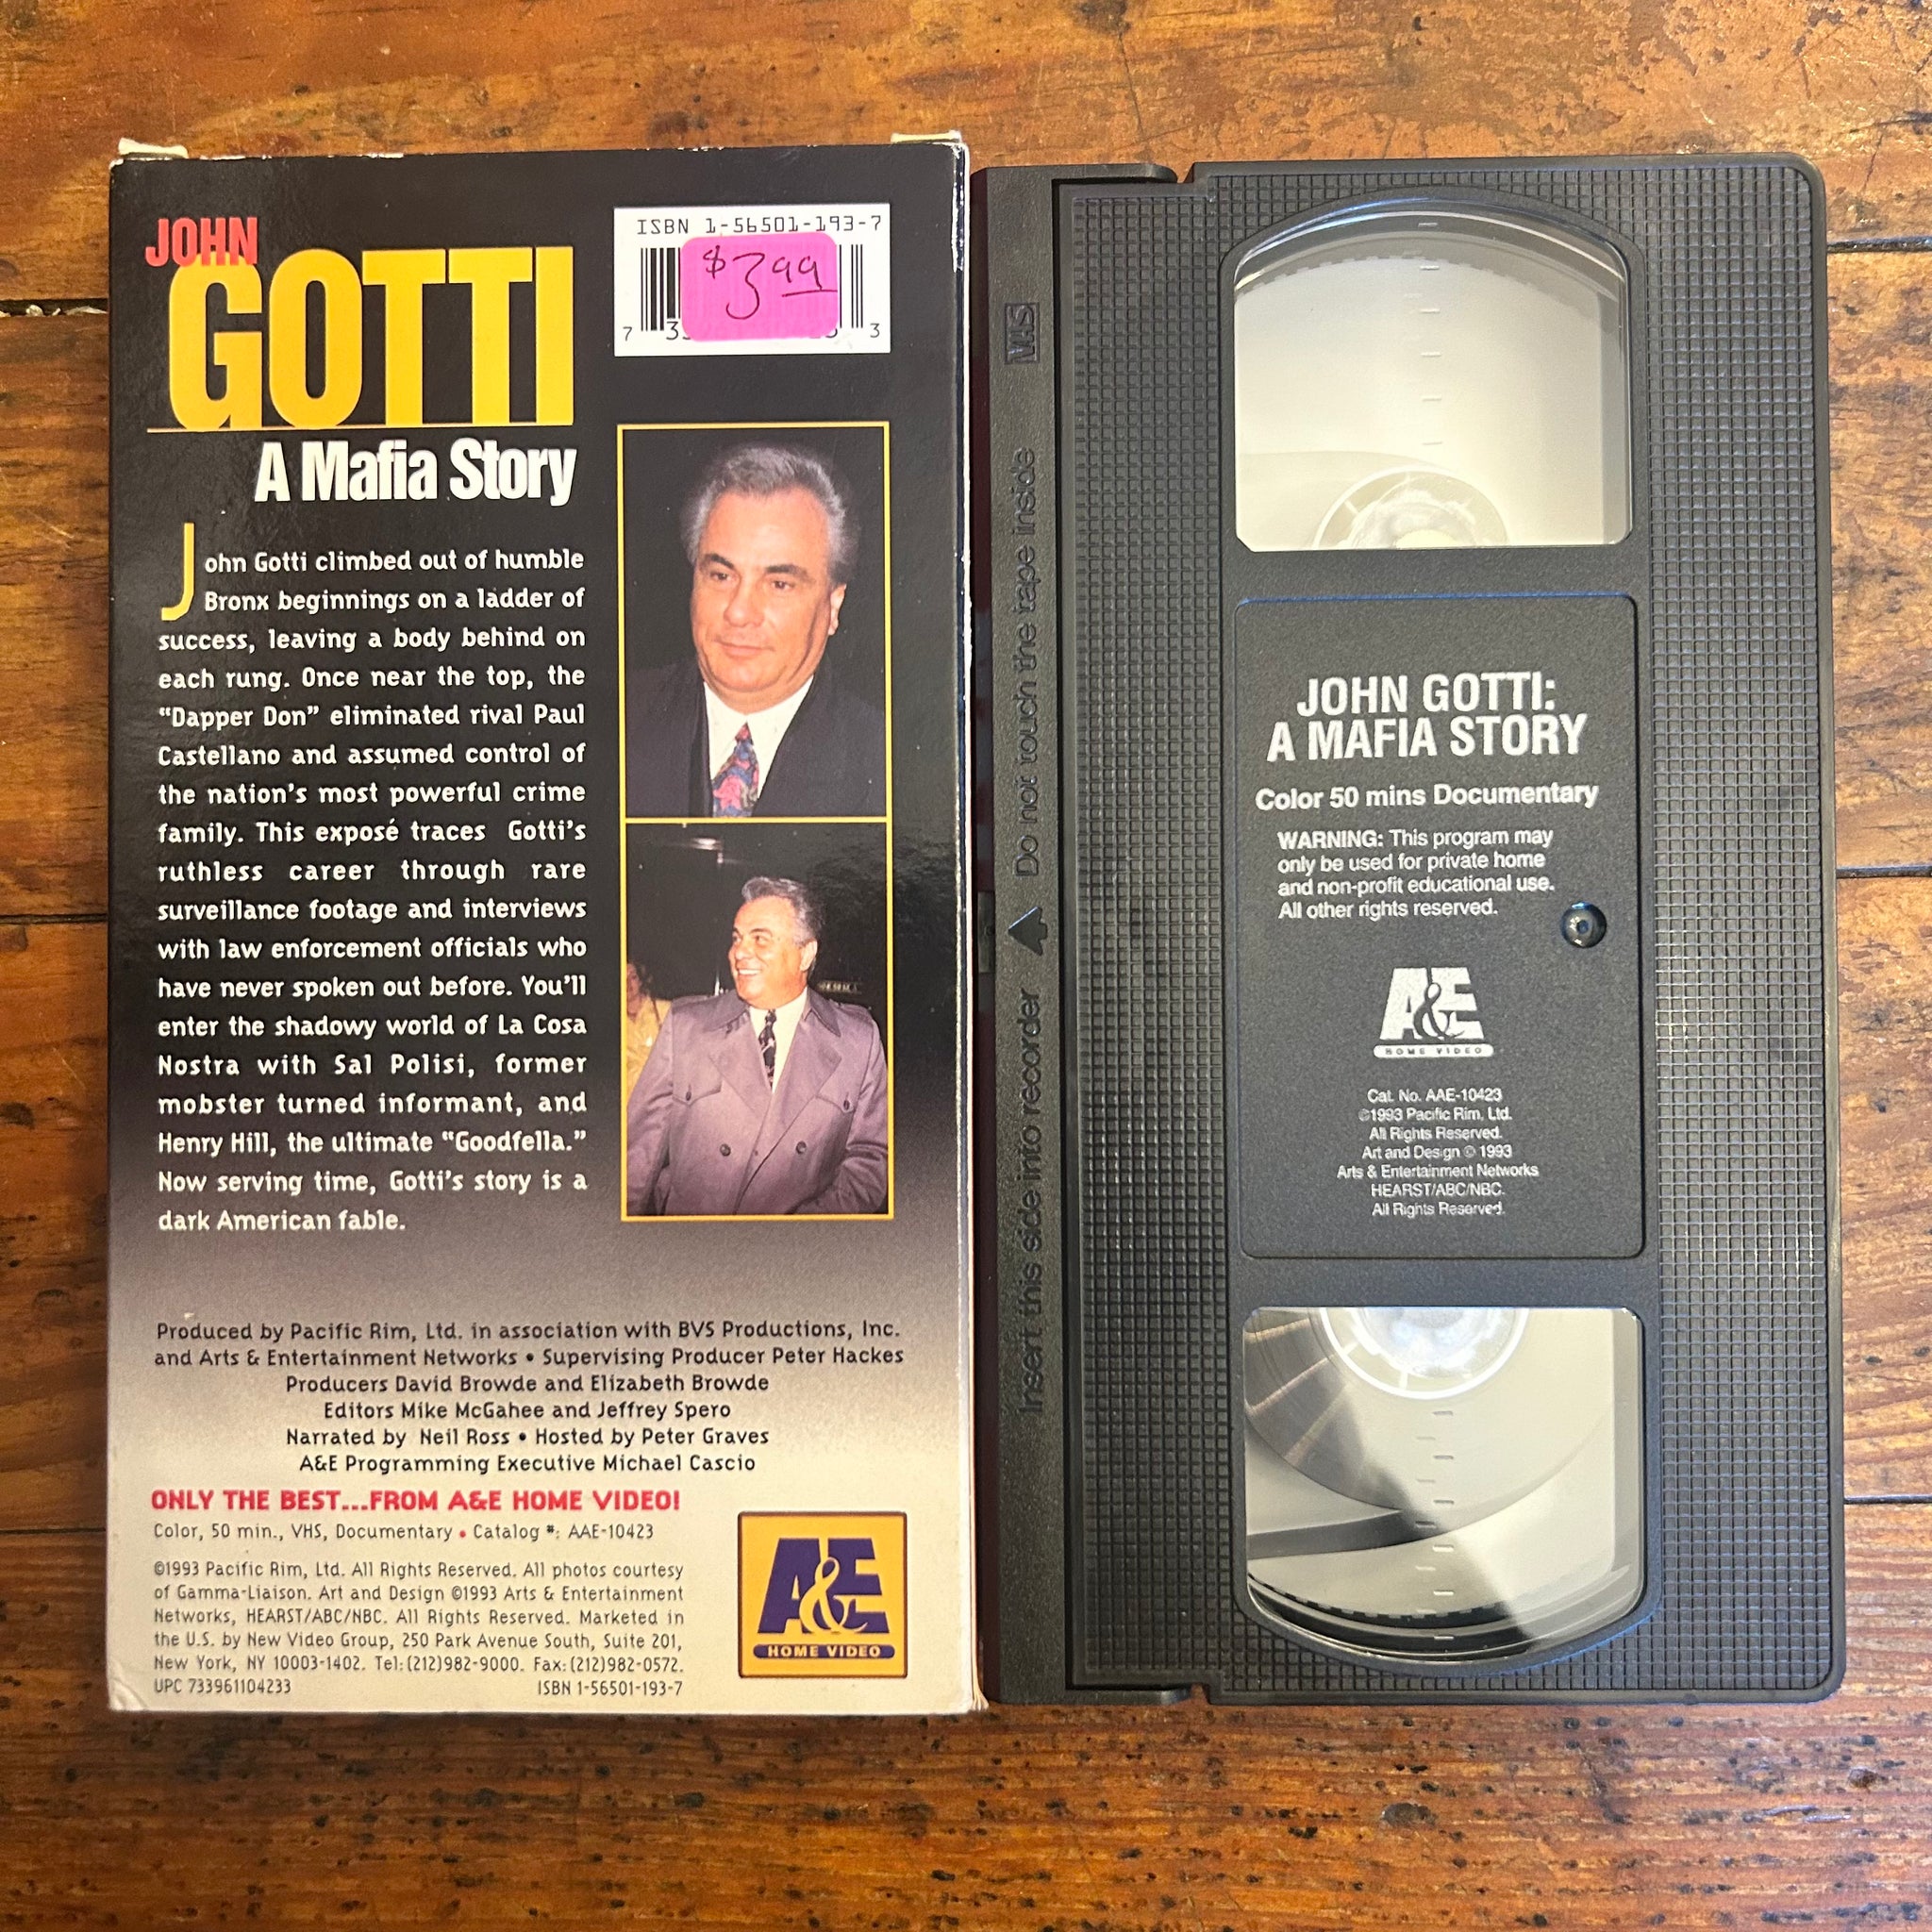 JOHN
GOTTI
A Mafia Story
ISBN 1-56501-193-7
$3.99
7
3
John Gotti climbed out of humble
Bronx beginnings on a ladder of
success, leaving a body behind on
each rung. Once near the top, the
"Dapper Don" eliminated rival Paul
Castellano and assumed control of
the nation's most powerful crime
family. This exposé traces Gotti's
ruthless career through rare
surveillance footage and interviews
with law enforcement officials who
have never spoken out before. You'll
enter the shadowy world of La Cosa
Nostra with Sal Polisi, former
mobster turned informant, and
Henry Hill, the ultimate "Goodfella."
Now serving time, Gotti's story is a
dark American fable.
Produced by Pacific Rim, Ltd. in association with BVS Productions, Inc.
and Arts & Entertainment Networks • Supervising Producer Peter Hackes
Producers David Browde and Elizabeth Browde
Editors Mike McGahee and Jeffrey Spero
Narrated by Neil Ross • Hosted by Peter Graves
A&E Programming Executive Michael Cascio
ONLY THE BEST...FROM A&E HOME VIDEO!
Color, 50 min., VHS, Documentary • Catalog #: AAE-10423
©1993 Pacific Rim, Ltd. All Rights Reserved. All photos courtesy
of Gamma-Liaison. Art and Design ©1993 Arts & Entertainment
Networks, HEARST/ABC/NBC. All Rights Reserved. Marketed in
the U.S. by New Video Group, 250 Park Avenue South, Suite 201,
New York, NY 10003-1402. Tel:(212)982-9000. Fax:(212)982-0572.
UPC 733961104233 ISBN 1-56501-193-7
A&E
HOME VIDEO
VHS
Do not touch the tape inside
Insert this side into recorder
JOHN GOTTI:
A MAFIA STORY
Color 50 mins Documentary
WARNING: This program may
only be used for private home
and non-profit educational use.
All other rights reserved.
A&E
HOME VIDEO
Cat. No. AAE-10423
©1993 Pacific Rim, Ltd.
All Rights Reserved.
Art and Design © 1993
Arts & Entertainment Networks
HEARST/ABC/NBC.
All Rights Reserved.